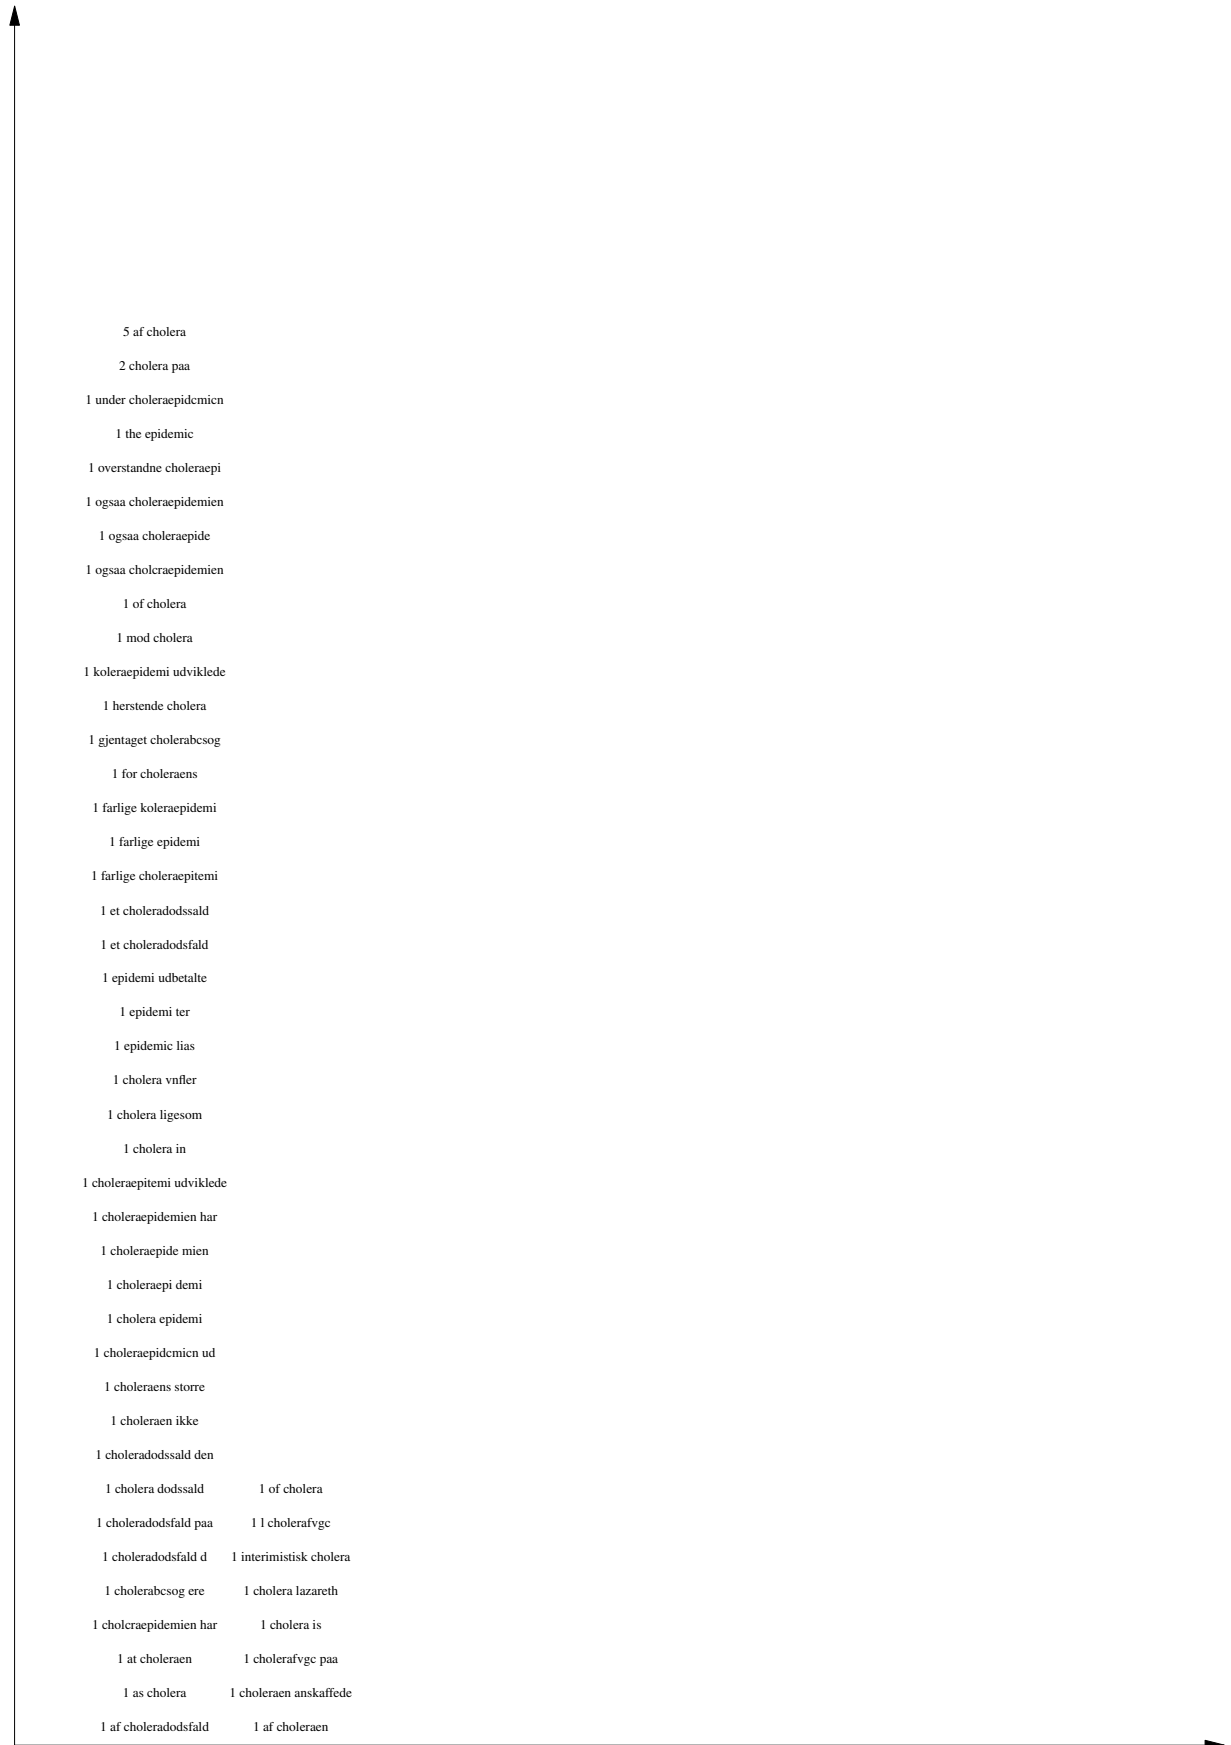 5 af cholera
2 cholera paa
1 under choleraepidcmicn
1 the epidemic
1 overstandne choleraepi
1 ogsaa choleraepidemien
1 ogsaa choleraepide
1 ogsaa cholcraepidemien
1 of cholera
1 mod cholera
1 koleraepidemi udviklede
1 herstende cholera
1 gjentaget cholerabcsog
1 for choleraens
1 farlige koleraepidemi
1 farlige epidemi
1 farlige choleraepitemi
1 et choleradodssald
1 et choleradodsfald
1 epidemi udbetalte
1 epidemi ter
1 epidemic lias
1 cholera vnfler
1 cholera ligesom
1 cholera in
1 choleraepitemi udviklede
1 choleraepidemien har
1 choleraepide mien
1 choleraepi demi
1 cholera epidemi
1 choleraepidcmicn ud
1 choleraens storre
1 choleraen ikke
1 choleradodssald den
1 cholera dodssald 1 of cholera
1 choleradodsfald paa 1 l cholerafvgc
1 choleradodsfald d 1 interimistisk cholera
1 cholerabcsog ere 1 cholera lazareth
1 cholcraepidemien har 1 cholera is
1 at choleraen 1 cholerafvgc paa
1 as cholera 1 choleraen anskaffede
1 af choleradodsfald 1 af choleraen